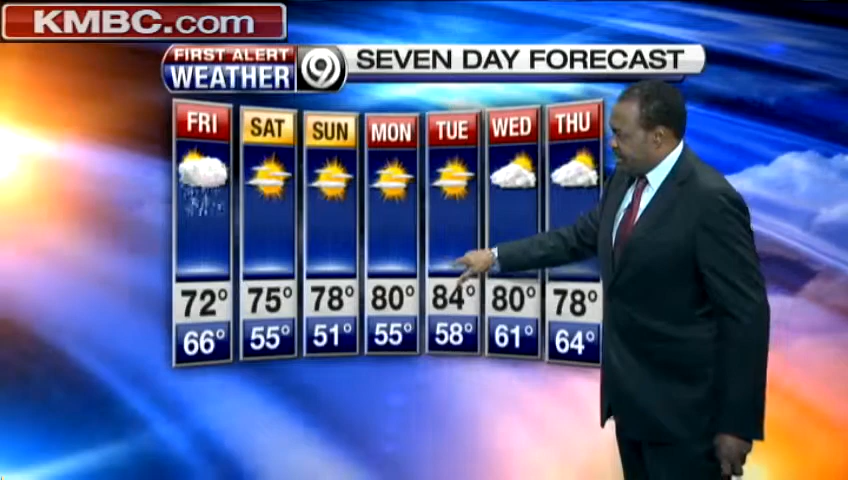 KMBC.com
FIRST ALERT
WEATHER
9
SEVEN DAY FORECAST
FRI SAT SUN MON TUE WED THU
72° 75° 78° 80° 84° 80° 78°
66° 55° 51° 55° 58° 61° 64°